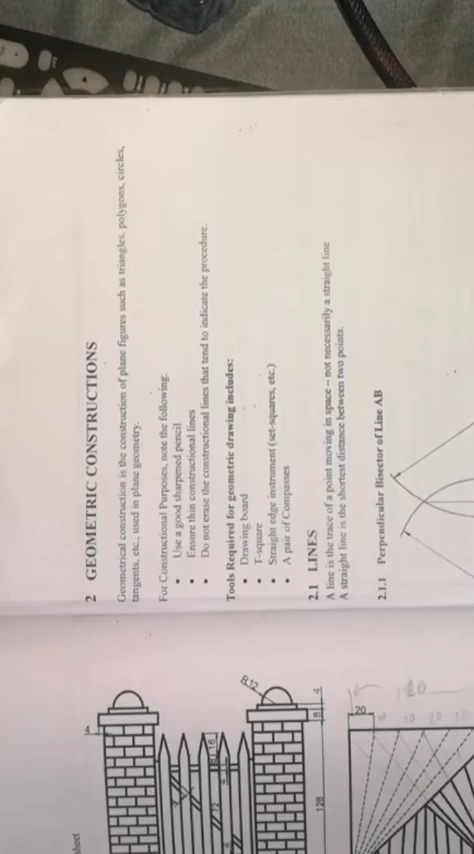 2 GEOMETRIC CONSTRUCTIONS
Geometrical construction is the construction of plane figures such as triangles, polygons, circles,
tangents, etc., used in plane geometry.
For Constructional Purposes, note the following.
• Use a good sharpened pencil
• Ensure thin constructional lines
• Do not erase the constructional lines that tend to indicate the procedure.
Tools Required for geometric drawing includes:
• Drawing board
• T-square
• Straight edge instrument (set-squares, etc.)
• A pair of Compasses
2.1 LINES
A line is the trace of a point moving in space – not necessarily a straight line
A straight line is the shortest distance between two points.
2.1.1 Perpendicular Bisector of Line AB
R12
4
4
8
128
20